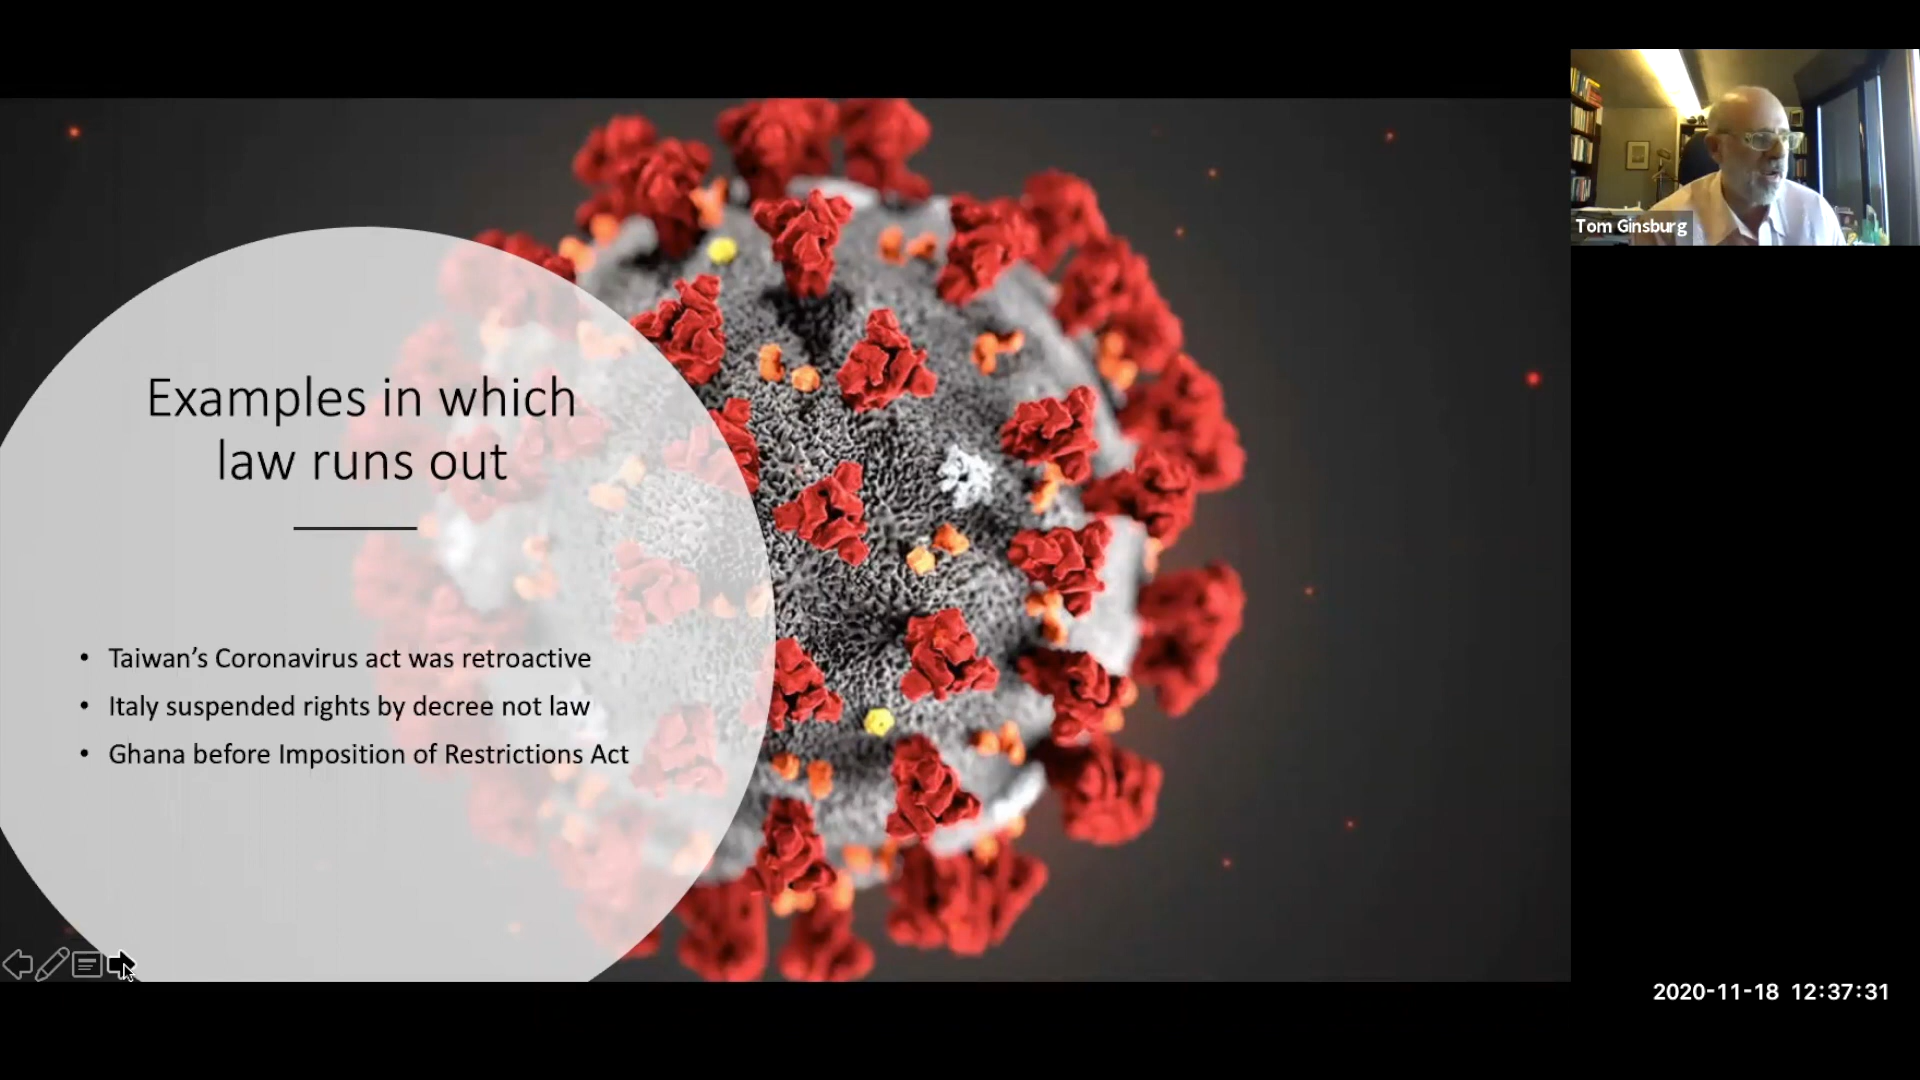 Tom Ginsburg
Examples in which
law runs out
• Taiwan’s Coronavirus act was retroactive
• Italy suspended rights by decree not law
• Ghana before Imposition of Restrictions Act
2020-11-18 12:37:31